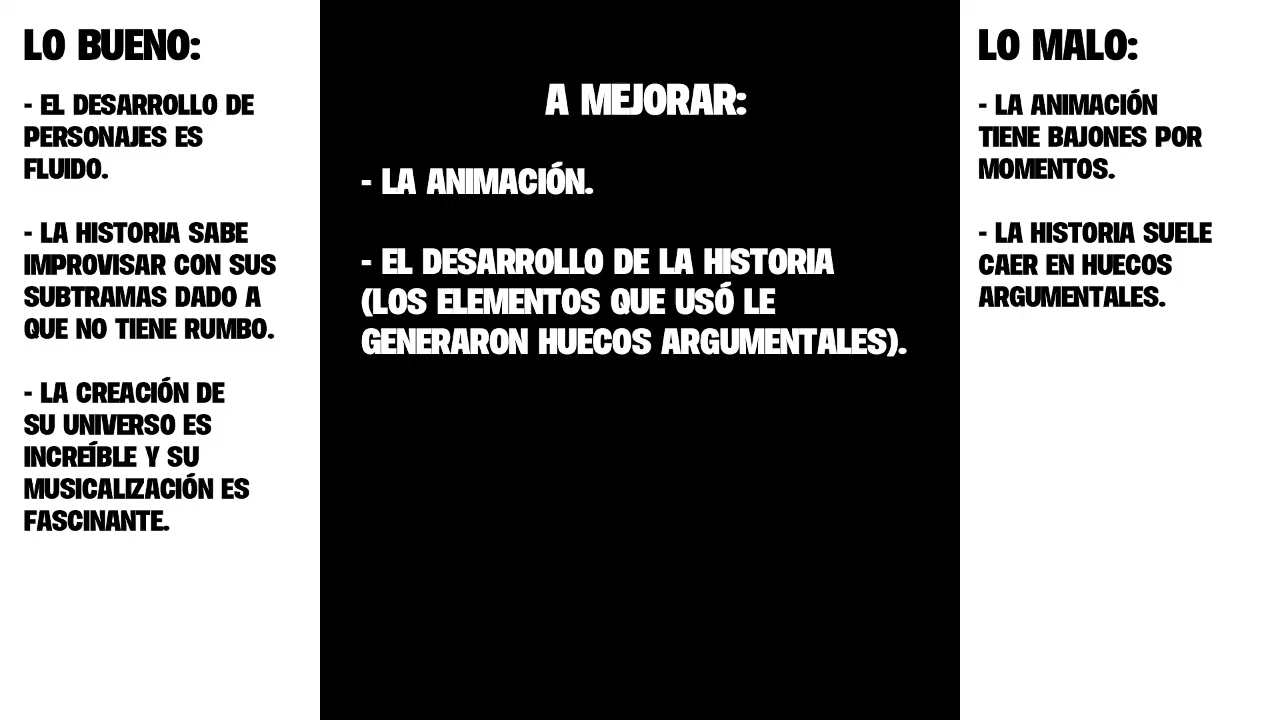 LO BUENO:
- EL DESARROLLO DE
PERSONAJES ES
FLUIDO.
- LA HISTORIA SABE
IMPROVISAR CON SUS
SUBTRAMAS DADO A
QUE NO TIENE RUMBO.
- LA CREACIÓN DE
SU UNIVERSO ES
INCREÍBLE Y SU
MUSICALIZACIÓN ES
FASCINANTE.
A MEJORAR:
- LA ANIMACIÓN.
- EL DESARROLLO DE LA HISTORIA
(LOS ELEMENTOS QUE USÓ LE
GENERARON HUECOS ARGUMENTALES).
LO MALO:
- LA ANIMACIÓN
TIENE BAJONES POR
MOMENTOS.
- LA HISTORIA SUELE
CAER EN HUECOS
ARGUMENTALES.